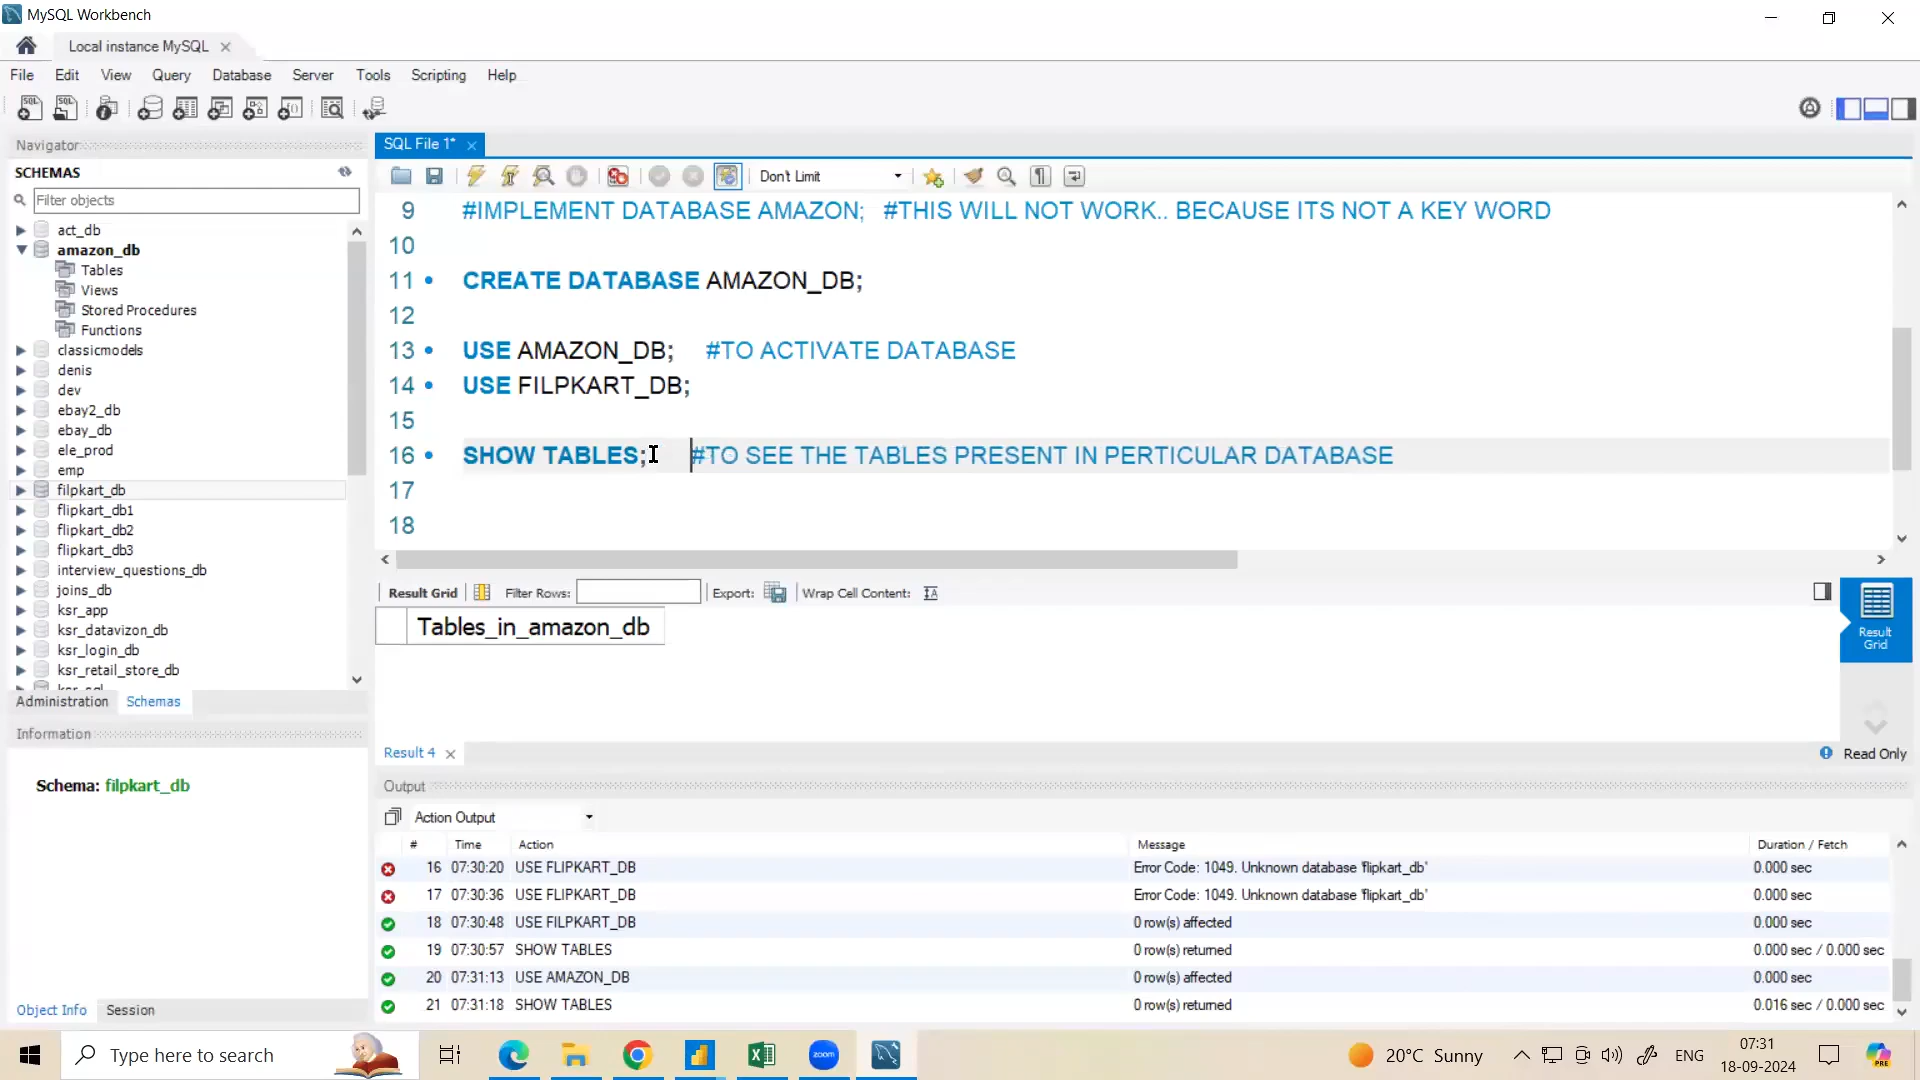 MySQL Workbench
Local instance MySQL
File Edit View Query Database Server Tools Scripting Help
Navigator
SQL File 1*
SCHEMAS
Filter objects
Don't Limit
act_db
amazon_db
Tables
Views
Stored Procedures
Functions
classicmodels
denis
dev
ebay2_db
ebay_db
ele_prod
emp
filpkart_db
flipkart_db1
flipkart_db2
flipkart_db3
interview_questions_db
joins_db
ksr_app
ksr_datavizon_db
ksr_login_db
ksr_retail_store_db
ksr_sql
Administration Schemas
Information
Schema: filpkart_db
Object Info Session
9 #IMPLEMENT DATABASE AMAZON; #THIS WILL NOT WORK.. BECAUSE ITS NOT A KEY WORD
10
11 CREATE DATABASE AMAZON_DB;
12
13 USE AMAZON_DB; #TO ACTIVATE DATABASE
14 USE FILPKART_DB;
15
16 SHOW TABLES; #TO SEE THE TABLES PRESENT IN PERTICULAR DATABASE
17
18
Result Grid Filter Rows: Export: Wrap Cell Content:
Tables_in_amazon_db
Result Grid
Result 4 Read Only
Output
Action Output
# Time Action Message Duration / Fetch
16 07:30:20 USE FLIPKART_DB Error Code: 1049. Unknown database 'flipkart_db' 0.000 sec
17 07:30:36 USE FLIPKART_DB Error Code: 1049. Unknown database 'flipkart_db' 0.000 sec
18 07:30:48 USE FILPKART_DB 0 row(s) affected 0.000 sec
19 07:30:57 SHOW TABLES 0 row(s) returned 0.000 sec / 0.000 sec
20 07:31:13 USE AMAZON_DB 0 row(s) affected 0.000 sec
21 07:31:18 SHOW TABLES 0 row(s) returned 0.016 sec / 0.000 sec
Type here to search
zoom
20°C Sunny
ENG
07:31
18-09-2024
PRE